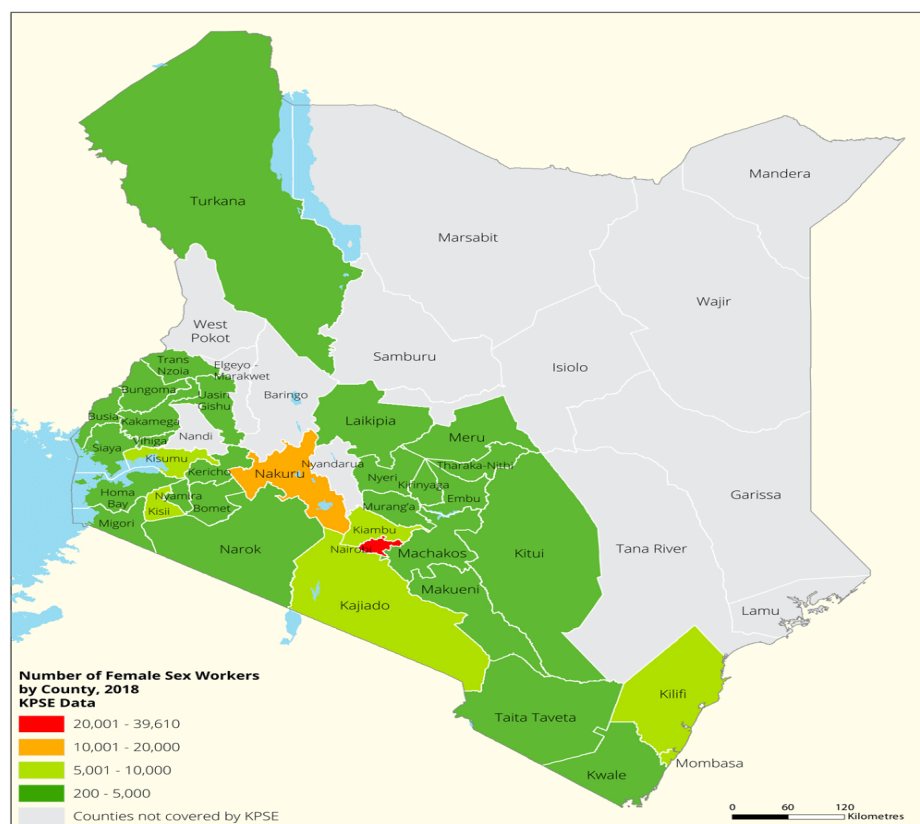 Turkana
Mandera
Marsabit
Wajir
West
Pokot
Samburu
Isiolo
Trans
Nzoia
Elgeyo -
Marakwet
Bungoma
Uasin
Gishu
Baringo
Busia
Kakamega
Laikipia
Vihiga
Nandi
Meru
Siaya
Kisumu
Kericho
Nakuru
Nyandarua
Nyeri
Tharaka-Nithi
Kirinyaga
Embu
Garissa
Homa
Bay
Nyamira
Kisii
Bomet
Murang'a
Migori
Kiambu
Narok
Nairobi
Machakos
Kitui
Tana River
Makueni
Kajiado
Lamu
Kilifi
Taita Taveta
Mombasa
Kwale
Number of Female Sex Workers
by County, 2018
KPSE Data
20,001 - 39,610
10,001 - 20,000
5,001 - 10,000
200 - 5,000
Counties not covered by KPSE
0 60 120
Kilometres